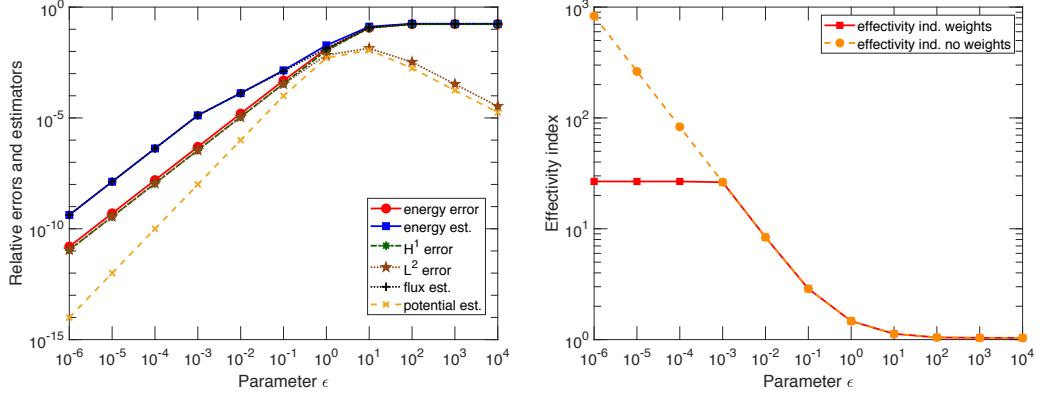 10^0
10^-5
10^-10
10^-15
Relative errors and estimators
energy error
energy est.
H^1 error
L^2 error
flux est.
potential est.
10^-6 10^-5 10^-4 10^-3 10^-2 10^-1 10^0 10^1 10^2 10^3 10^4
Parameter ϵ
10^3
10^2
10^1
10^0
Effectivity index
effectivity ind. weights
effectivity ind. no weights
10^-6 10^-5 10^-4 10^-3 10^-2 10^-1 10^0 10^1 10^2 10^3 10^4
Parameter ϵ